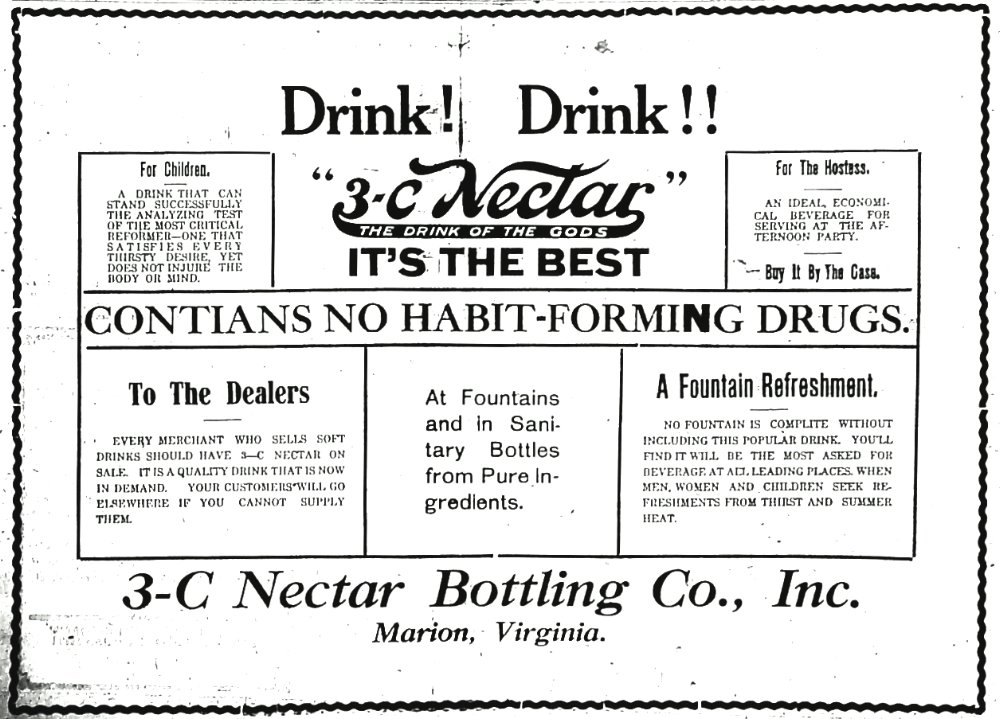 Drink! Drink!!
For Children.
A DRINK THAT CAN
STAND SUCCESSFULLY
THE ANALYZING TEST
OF THE MOST CRITICAL
REFORMER—ONE THAT
SATISFIES EVERY
THIRSTY DESIRE, YET
DOES NOT INJURE THE
BODY OR MIND.
"3-C Nectar"
THE DRINK OF THE GODS
IT'S THE BEST
For The Hostess.
AN IDEAL, ECONOMI-
CAL BEVERAGE FOR
SERVING AT THE AF-
TERNOON PARTY.
Buy It By The Case.
CONTIANS NO HABIT-FORMING DRUGS.
To The Dealers
EVERY MERCHANT WHO SELLS SOFT
DRINKS SHOULD HAVE 3—C NECTAR ON
SALE. IT IS A QUALITY DRINK THAT IS NOW
IN DEMAND. YOUR CUSTOMERS WILL GO
ELSEWHERE IF YOU CANNOT SUPPLY
THEM.
At Fountains
and In Sani-
tary Bottles
from Pure In-
gredients.
A Fountain Refreshment.
NO FOUNTAIN IS COMPLITE WITHOUT
INCLUDING THIS POPULAR DRINK. YOU'LL
FIND IT WILL BE THE MOST ASKED FOR
BEVERAGE AT ALL LEADING PLACES. WHEN
MEN, WOMEN AND CHILDREN SEEK RE-
FRESHMENTS FROM THIRST AND SUMMER
HEAT.
3-C Nectar Bottling Co., Inc.
Marion, Virginia.